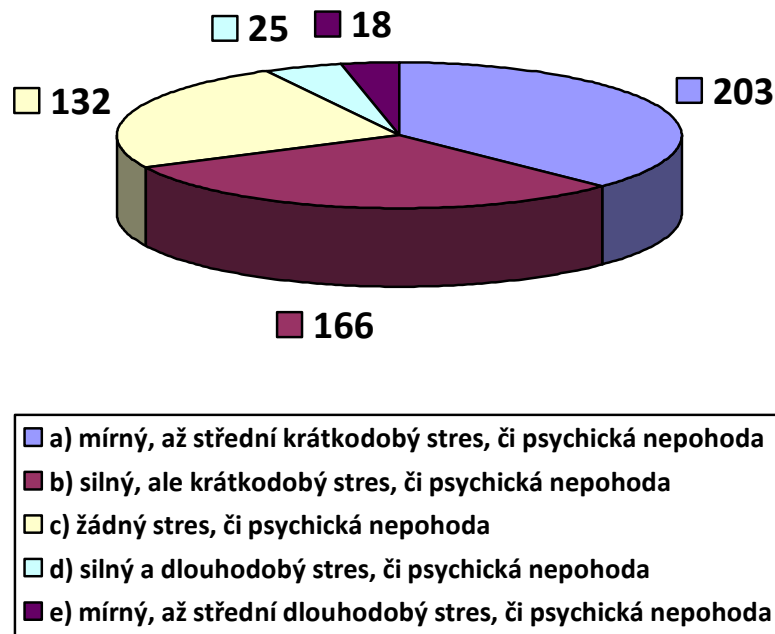 25
18
132
203
166
a) mírný, až střední krátkodobý stres, či psychická nepohoda
b) silný, ale krátkodobý stres, či psychická nepohoda
c) žádný stres, či psychická nepohoda
d) silný a dlouhodobý stres, či psychická nepohoda
e) mírný, až střední dlouhodobý stres, či psychická nepohoda